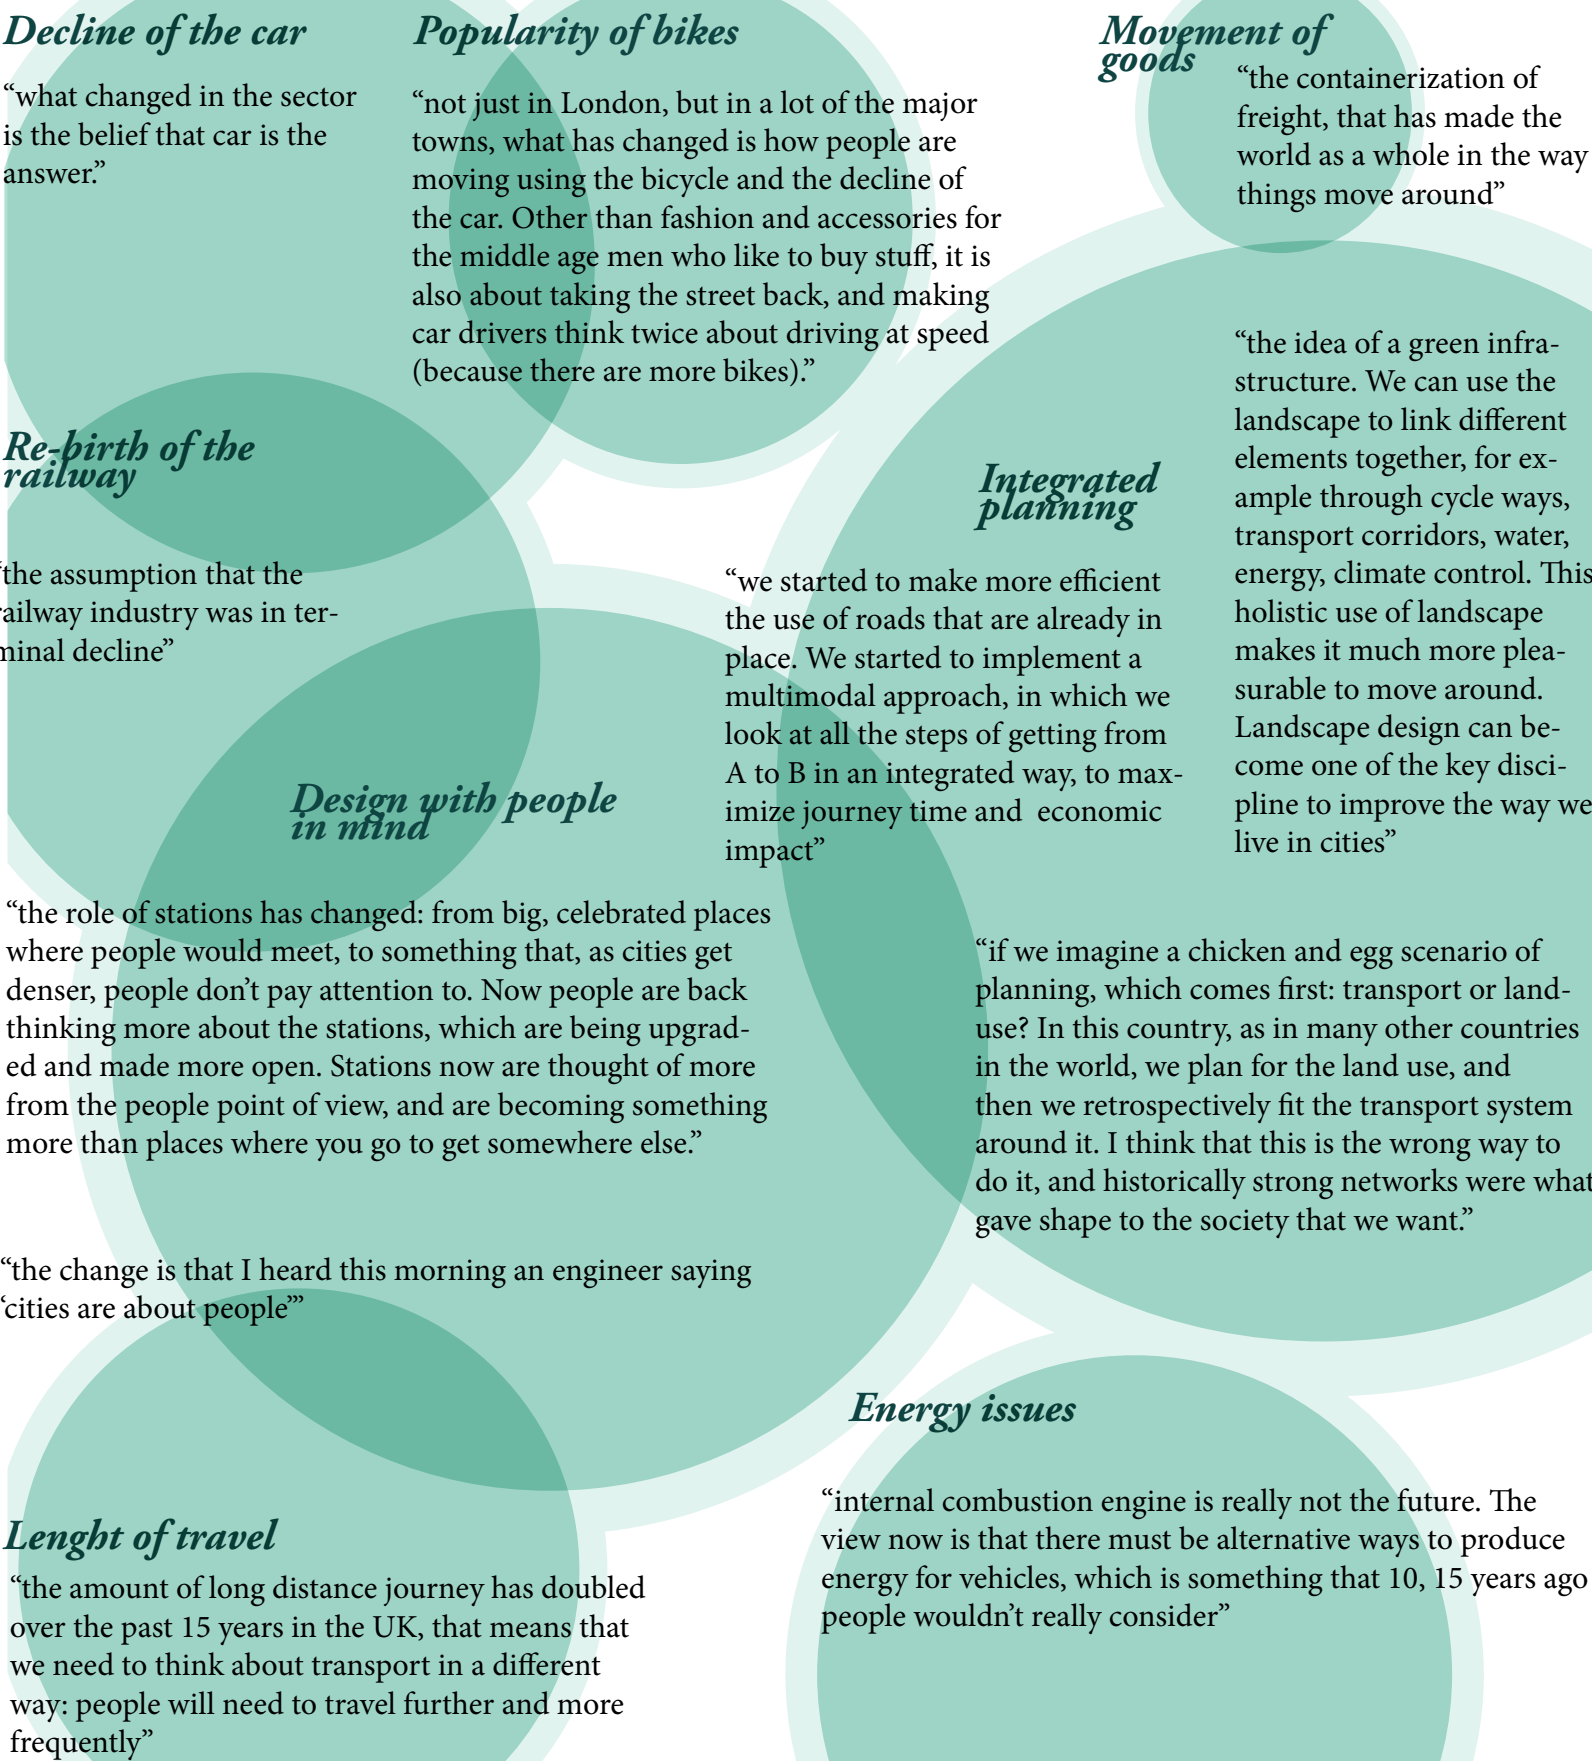 Decline of the car
“what changed in the sector
is the belief that car is the
answer.”
Popularity of bikes
“not just in London, but in a lot of the major
towns, what has changed is how people are
moving using the bicycle and the decline of
the car. Other than fashion and accessories for
the middle age men who like to buy stuff, it is
also about taking the street back, and making
car drivers think twice about driving at speed
(because there are more bikes).”
Movement of
goods
“the containerization of
freight, that has made the
world as a whole in the way
things move around”
Re-birth of the
railway
“the assumption that the
railway industry was in ter-
minal decline”
Integrated
planning
“we started to make more efficient
the use of roads that are already in
place. We started to implement a
multimodal approach, in which we
look at all the steps of getting from
A to B in an integrated way, to max-
imize journey time and economic
impact”
“the idea of a green infra-
structure. We can use the
landscape to link different
elements together, for ex-
ample through cycle ways,
transport corridors, water,
energy, climate control. This
holistic use of landscape
makes it much more plea-
surable to move around.
Landscape design can be-
come one of the key disci-
pline to improve the way we
live in cities”
Design with people
in mind
“the role of stations has changed: from big, celebrated places
where people would meet, to something that, as cities get
denser, people don’t pay attention to. Now people are back
thinking more about the stations, which are being upgrad-
ed and made more open. Stations now are thought of more
from the people point of view, and are becoming something
more than places where you go to get somewhere else.”
“if we imagine a chicken and egg scenario of
planning, which comes first: transport or land-
use? In this country, as in many other countries
in the world, we plan for the land use, and
then we retrospectively fit the transport system
around it. I think that this is the wrong way to
do it, and historically strong networks were what
gave shape to the society that we want.”
“the change is that I heard this morning an engineer saying
‘cities are about people’”
Energy issues
“internal combustion engine is really not the future. The
view now is that there must be alternative ways to produce
energy for vehicles, which is something that 10, 15 years ago
people wouldn’t really consider”
Lenght of travel
“the amount of long distance journey has doubled
over the past 15 years in the UK, that means that
we need to think about transport in a different
way: people will need to travel further and more
frequently”